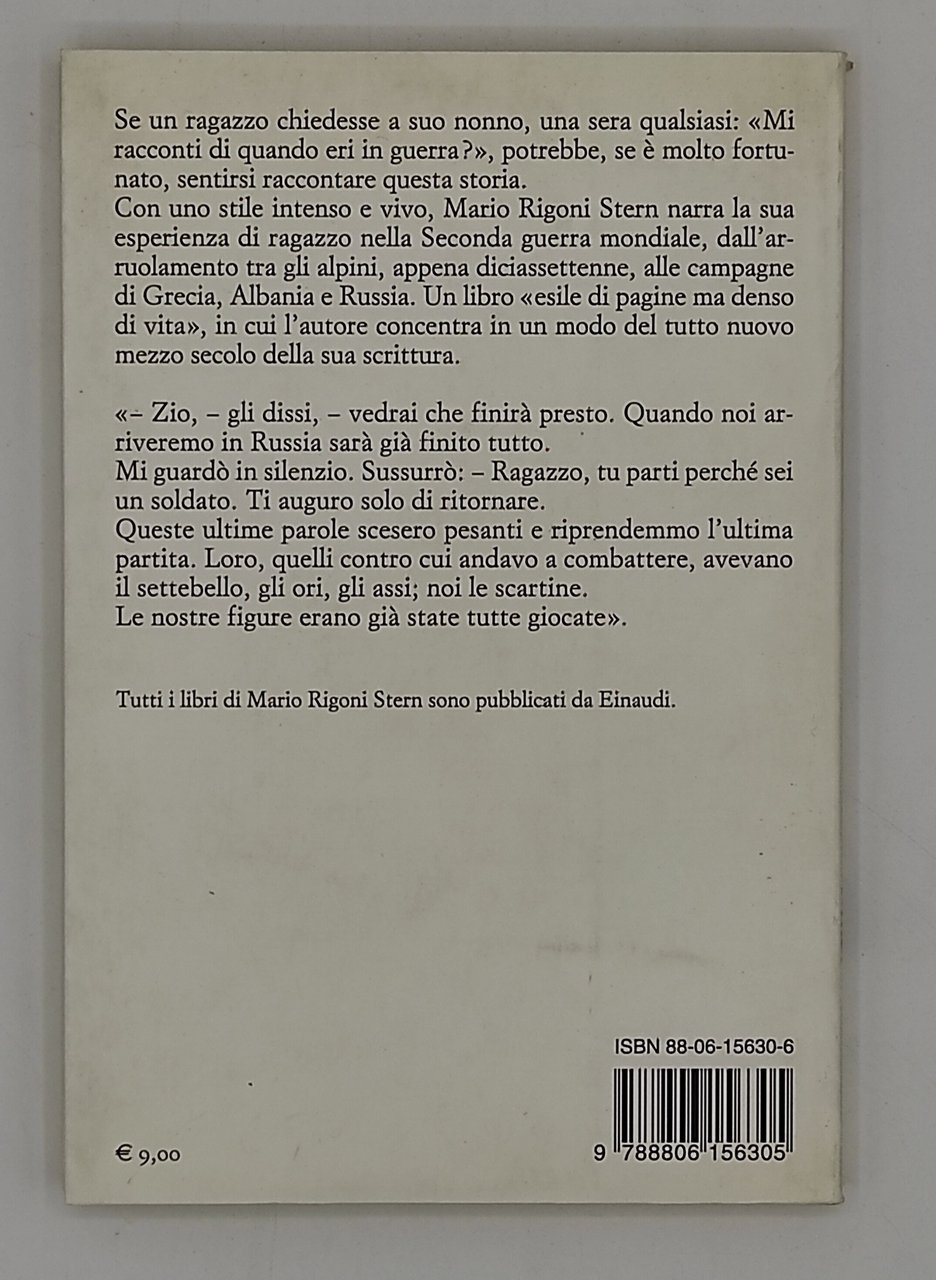 Se un ragazzo chiedesse a suo nonno, una sera qualsiasi: «Mi
racconti di quando eri in guerra?», potrebbe, se è molto fortu-
nato, sentirsi raccontare questa storia.
Con uno stile intenso e vivo, Mario Rigoni Stern narra la sua
esperienza di ragazzo nella Seconda guerra mondiale, dall'ar-
ruolamento tra gli alpini, appena diciassettenne, alle campagne
di Grecia, Albania e Russia. Un libro «esile di pagine ma denso
di vita», in cui l'autore concentra in un modo del tutto nuovo
mezzo secolo della sua scrittura.
«– Zio, – gli dissi, – vedrai che finirà presto. Quando noi ar-
riveremo in Russia sarà già finito tutto.
Mi guardò in silenzio. Sussurrò: – Ragazzo, tu parti perché sei
un soldato. Ti auguro solo di ritornare.
Queste ultime parole scesero pesanti e riprendemmo l'ultima
partita. Loro, quelli contro cui andavo a combattere, avevano
il settebello, gli ori, gli assi; noi le scartine.
Le nostre figure erano già state tutte giocate».
Tutti i libri di Mario Rigoni Stern sono pubblicati da Einaudi.
ISBN 88-06-15630-6
€ 9,00
9 788806 156305